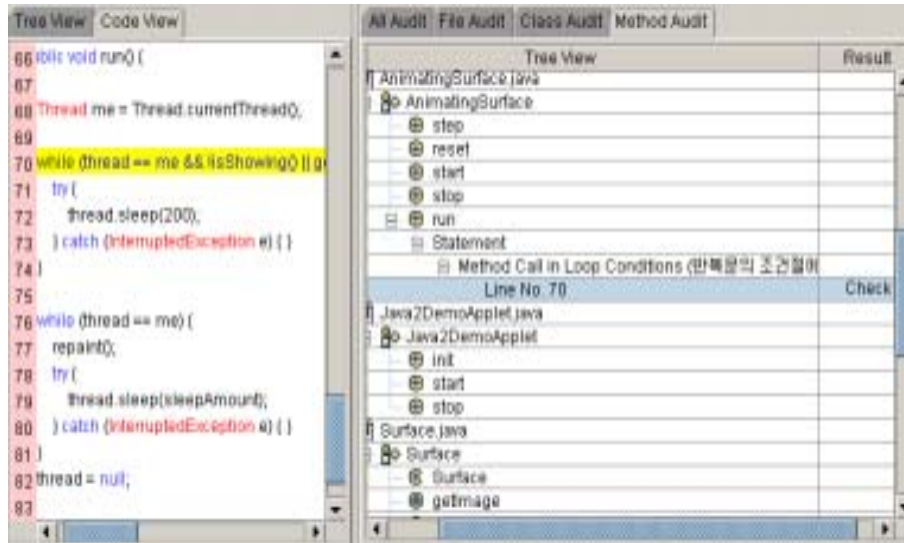 Tree View Code View
66 blic void run() {
67
68 Thread me = Thread.currentThread();
69
70 while (thread == me && !isShowing() || g
71 try {
72 thread.sleep(200);
73 } catch (InterruptedException e) { }
74 }
75
76 while (thread == me) {
77 repaint();
78 try {
79 thread.sleep(sleepAmount);
80 } catch (InterruptedException e) { }
81 }
82 thread = null;
83
All Audit File Audit Class Audit Method Audit
Tree View Result
AnimatingSurface.java
AnimatingSurface
step
reset
start
stop
run
Statement
Method Call in Loop Conditions (반복문의 조건절에
Line No. 70 Check
Java2DemoApplet.java
Java2DemoApplet
init
start
stop
Surface.java
Surface
Surface
getImage